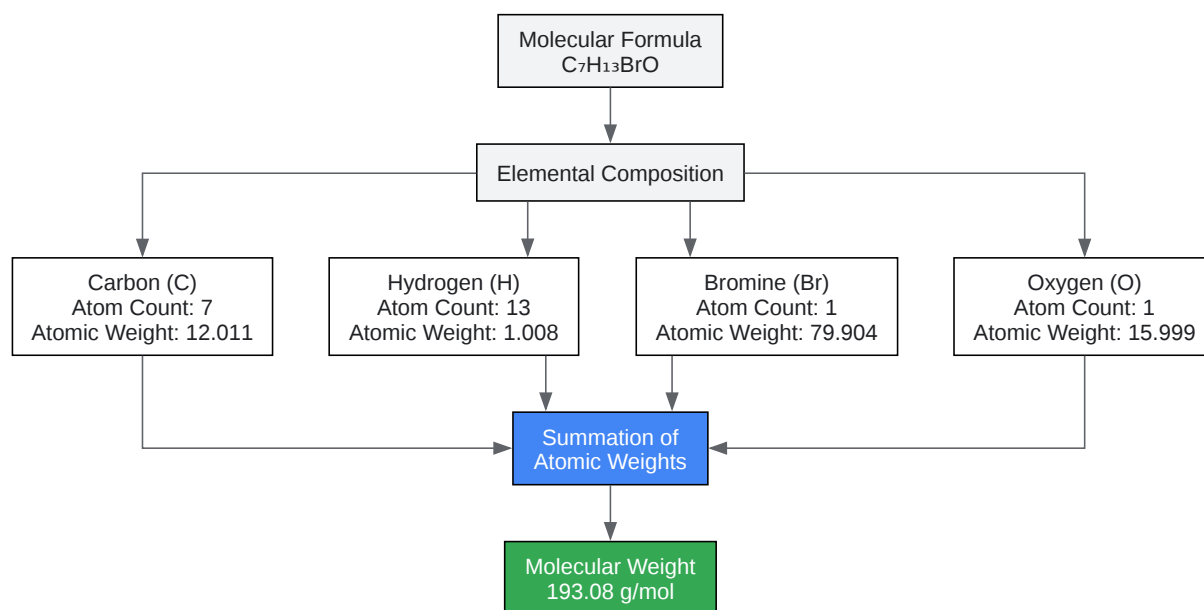 Molecular Formula
C₇H₁₃BrO
Elemental Composition
Carbon (C)
Atom Count: 7
Atomic Weight: 12.011
Hydrogen (H)
Atom Count: 13
Atomic Weight: 1.008
Bromine (Br)
Atom Count: 1
Atomic Weight: 79.904
Oxygen (O)
Atom Count: 1
Atomic Weight: 15.999
Summation of
Atomic Weights
Molecular Weight
193.08 g/mol